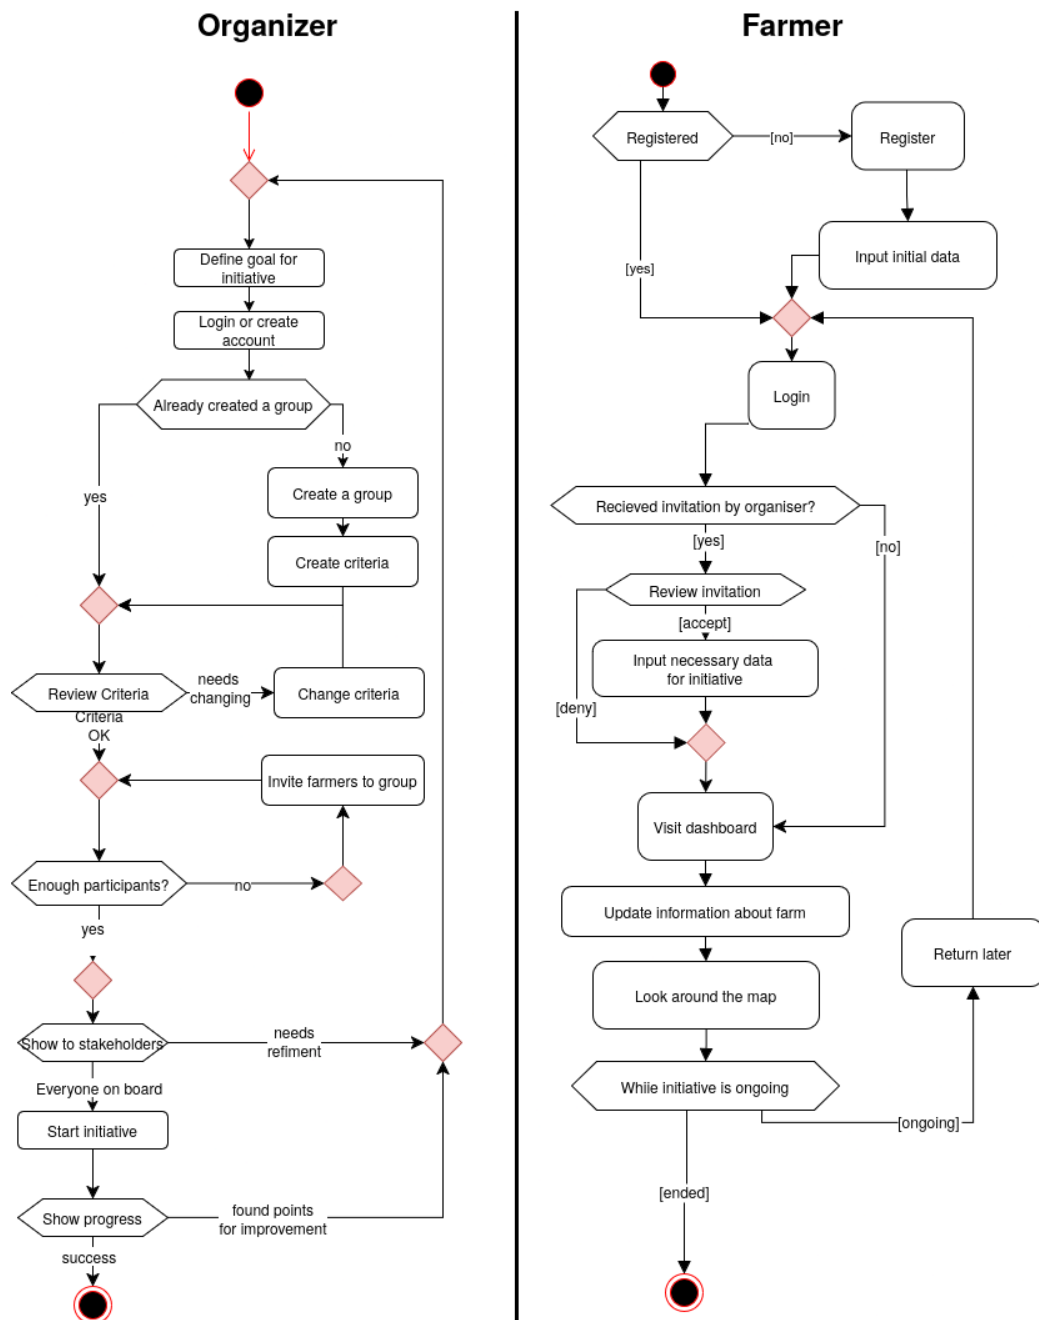 Organizer
Define goal for
initiative
Login or create
account
Already created a group
no
yes
Create a group
Create criteria
Review Criteria
needs
changing
Change criteria
Criteria
OK
Invite farmers to group
Enough participants?
no
yes
Show to stakeholders
needs
refiment
Everyone on board
Start initiative
Show progress
found points
for improvement
success
Farmer
Registered
[no]
Register
Input initial data
[yes]
Login
Recieved invitation by organiser?
[yes]
[no]
Review invitation
[accept]
Input necessary data
for initiative
[deny]
Visit dashboard
Update information about farm
Return later
Look around the map
Whiie initiative is ongoing
[ongoing]
[ended]